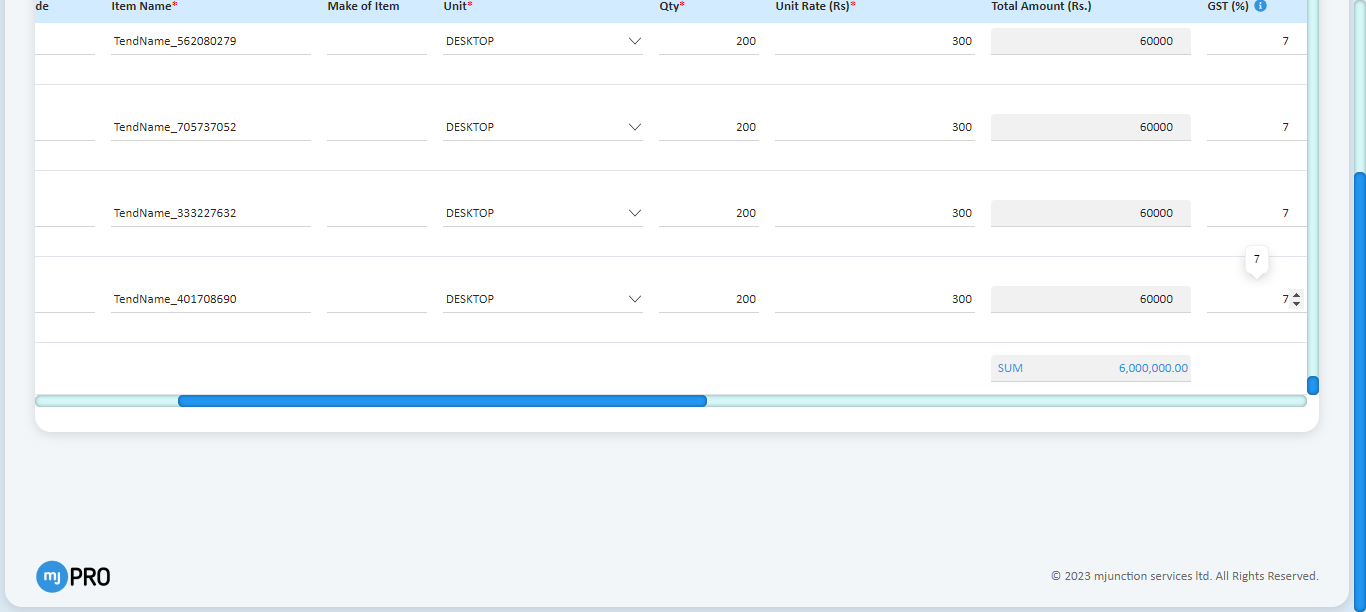 de Item Name* Make of Item Unit* Qty* Unit Rate (Rs)* Total Amount (Rs.) GST (%) i
TendName_562080279 DESKTOP 200 300 60000 7
TendName_705737052 DESKTOP 200 300 60000 7
TendName_333227632 DESKTOP 200 300 60000 7
7
TendName_401708690 DESKTOP 200 300 60000 7
SUM 6,000,000.00
mj PRO
© 2023 mjunction services ltd. All Rights Reserved.